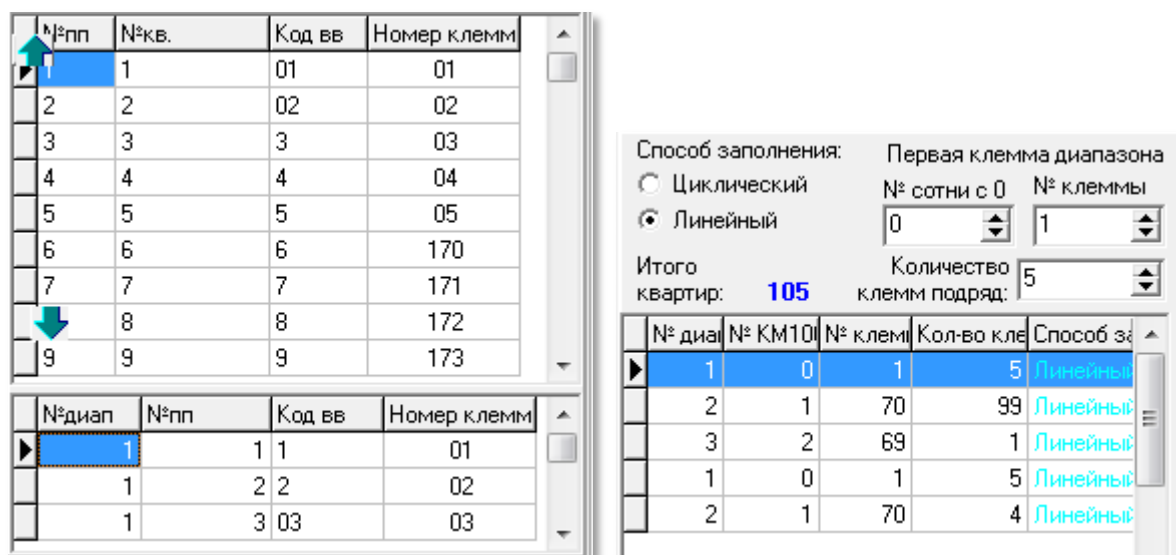 №пп №кв. Код вв Номер клемм
1 1 01 01
2 2 02 02
3 3 3 03
4 4 4 04
5 5 5 05
6 6 6 170
7 7 7 171
8 8 172
9 9 9 173
№диап №пп Код вв Номер клемм
1 1 1 01
1 2 2 02
1 3 03 03
Способ заполнения:
Циклический
Линейный
Первая клемма диапазона
№ сотни с 0 № клеммы
0 1
Итого
квартир: 105
Количество
клемм подряд: 5
№ диа № КМ10 № клем Кол-во кле Способ за
1 0 1 5 Линейный
2 1 70 99 Линейный
3 2 69 1 Линейный
1 0 1 5 Линейный
2 1 70 4 Линейный